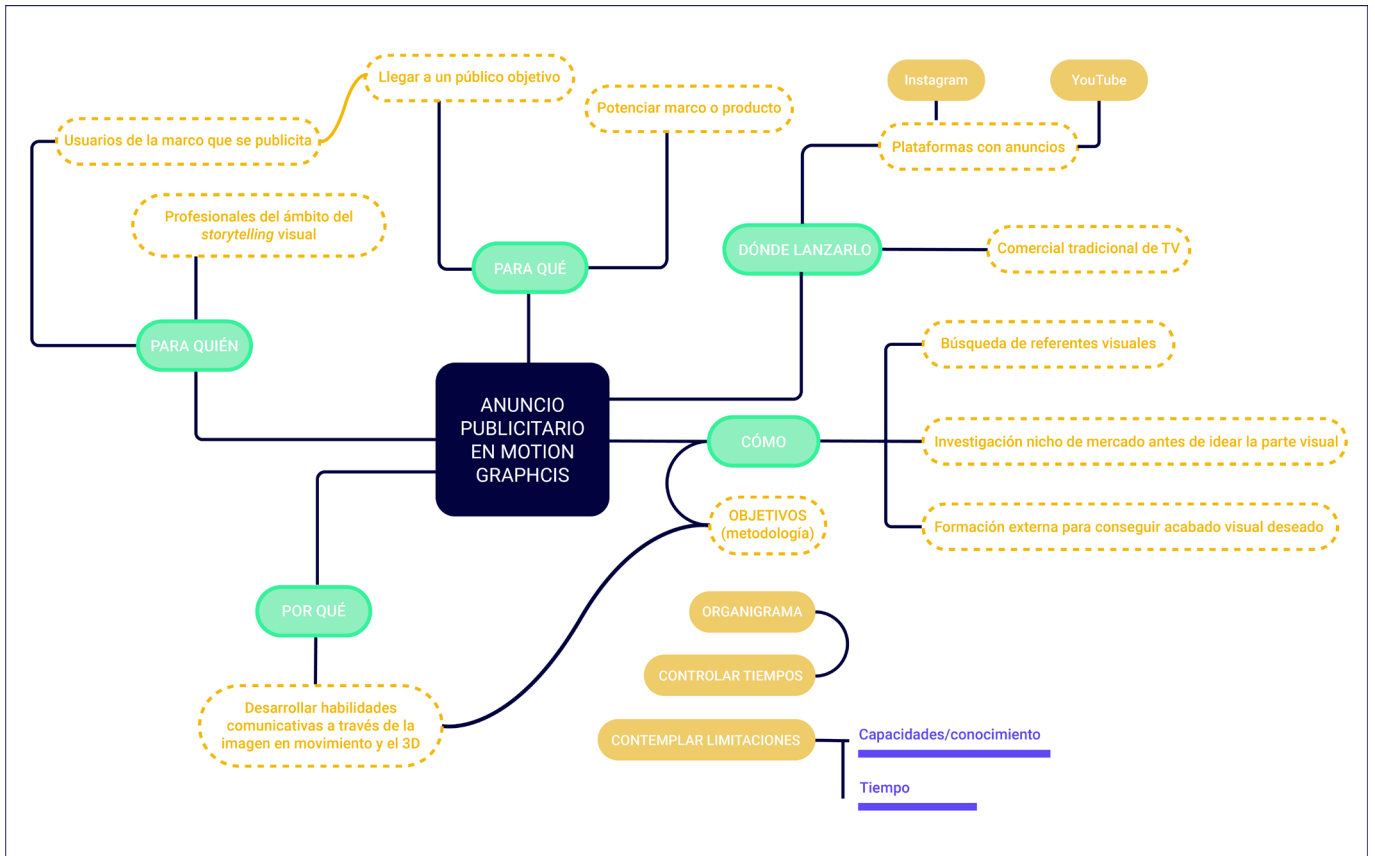 Llegar a un público objetivo
Instagram
YouTube
Potenciar marco o producto
Usuarios de la marco que se publicita
Plataformas con anuncios
Profesionales del ámbito del
storytelling visual
DÓNDE LANZARLO
Comercial tradicional de TV
PARA QUÉ
PARA QUIÉN
Búsqueda de referentes visuales
ANUNCIO
PUBLICITARIO
EN MOTION
GRAPHCIS
CÓMO
Investigación nicho de mercado antes de idear la parte visual
OBJETIVOS
(metodología)
Formación externa para conseguir acabado visual deseado
POR QUÉ
ORGANIGRAMA
CONTROLAR TIEMPOS
Desarrollar habilidades
comunicativas a través de la
imagen en movimiento y el 3D
CONTEMPLAR LIMITACIONES
Capacidades/conocimiento
Tiempo